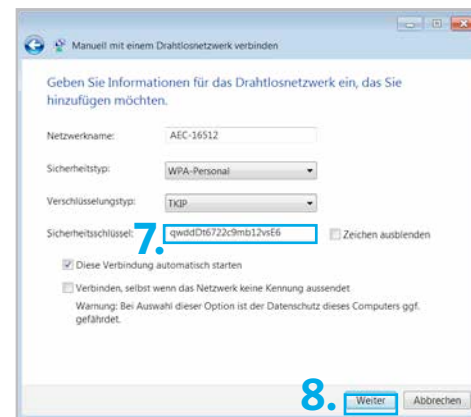 Manuell mit einem Drahtlosnetzwerk verbinden
Geben Sie Informationen für das Drahtlosnetzwerk ein, das Sie
hinzufügen möchten.
Netzwerkname: AEC-16512
Sicherheitstyp: WPA-Personal
Verschlüsselungstyp: TKIP
Sicherheitsschlüssel: 7. qwddDt6722c9mb12vsE6 Zeichen ausblenden
Diese Verbindung automatisch starten
Verbinden, selbst wenn das Netzwerk keine Kennung aussendet
Warnung: Bei Auswahl dieser Option ist der Datenschutz dieses Computers ggf.
gefährdet.
8. Weiter Abbrechen